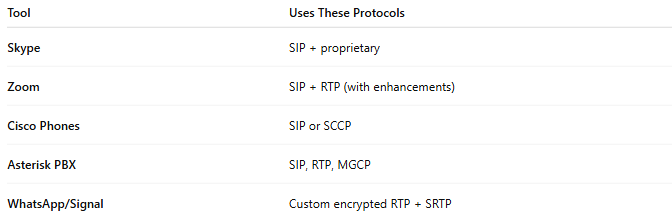 Tool Uses These Protocols
Skype SIP + proprietary
Zoom SIP + RTP (with enhancements)
Cisco Phones SIP or SCCP
Asterisk PBX SIP, RTP, MGCP
WhatsApp/Signal Custom encrypted RTP + SRTP